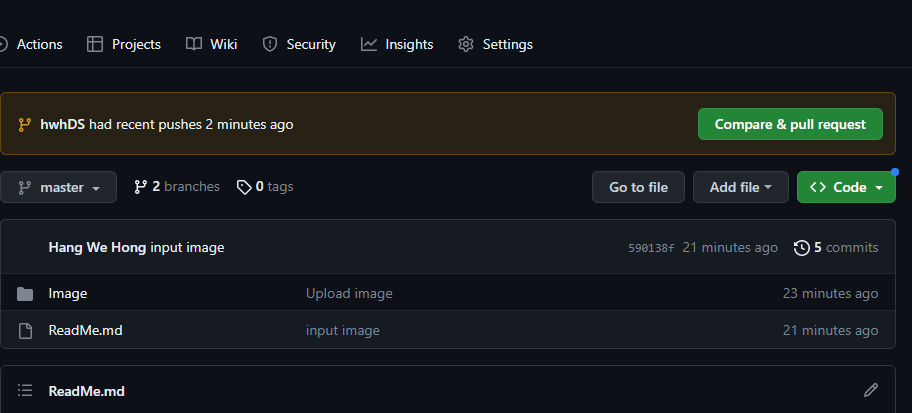 Actions Projects Wiki Security Insights Settings
hwhDS had recent pushes 2 minutes ago Compare & pull request
master 2 branches 0 tags Go to file Add file Code
Hang We Hong input image 590138f 21 minutes ago 5 commits
Image Upload image 23 minutes ago
ReadMe.md input image 21 minutes ago
ReadMe.md